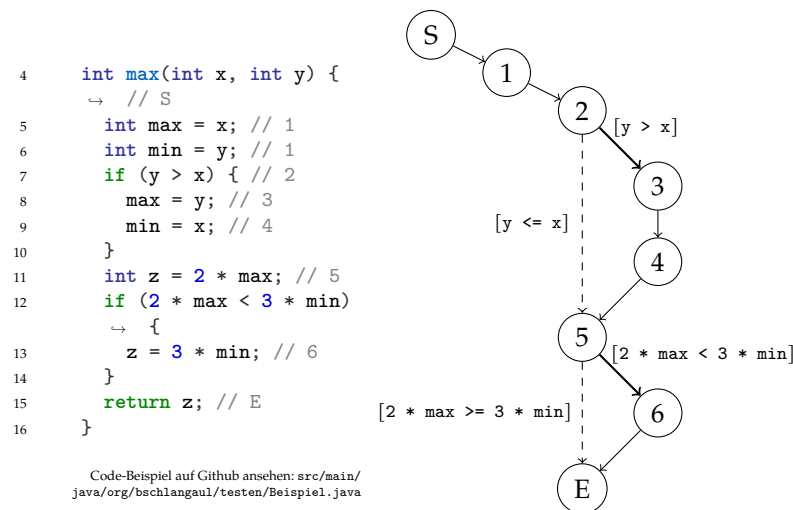 4 int max(int x, int y) {
↪ // S
5 int max = x; // 1
6 int min = y; // 1
7 if (y > x) { // 2
8 max = y; // 3
9 min = x; // 4
10 }
11 int z = 2 * max; // 5
12 if (2 * max < 3 * min)
↪ {
13 z = 3 * min; // 6
14 }
15 return z; // E
16 }
Code-Beispiel auf Github ansehen: src/main/
java/org/bschlangaul/testen/Beispiel.java
S
1
2
[y > x]
3
[y <= x]
4
5
[2 * max < 3 * min]
[2 * max >= 3 * min]
6
E